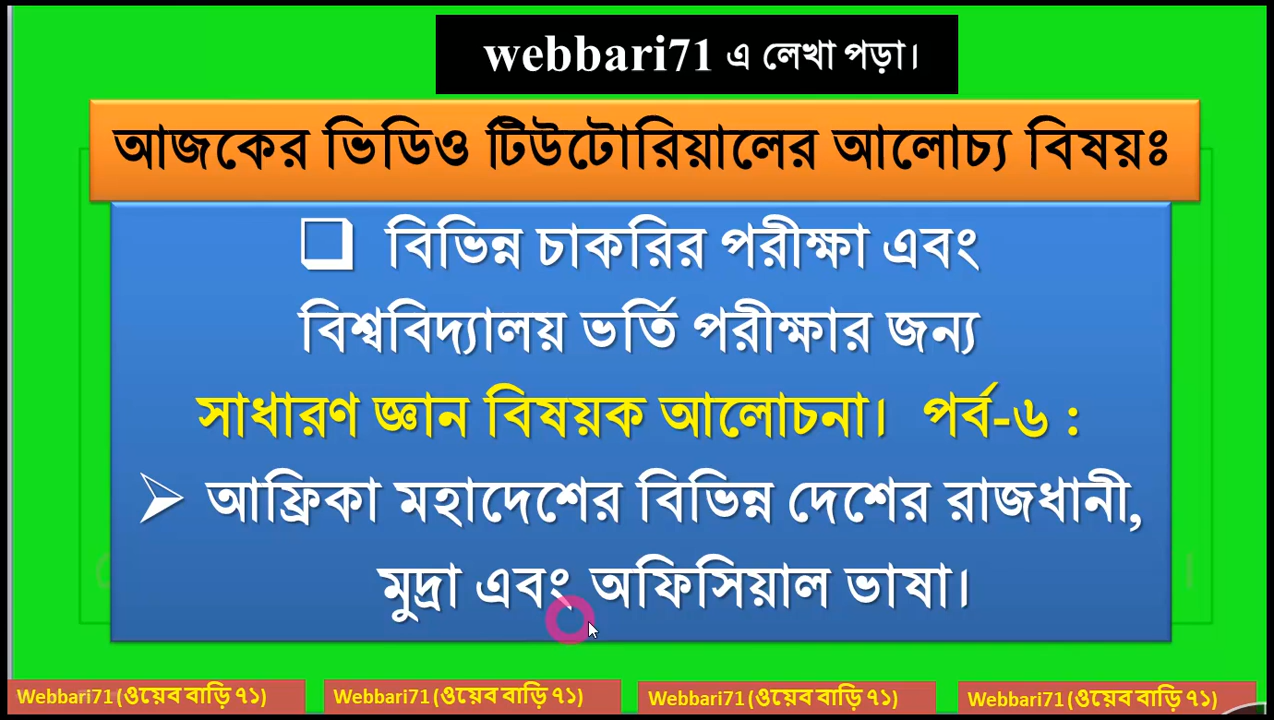 webbari71 এ লেখা পড়া।
আজকের ভিডিও টিউটোরিয়ালের আলোচ্য বিষয়ঃ
❑ বিভিন্ন চাকরির পরীক্ষা এবং
বিশ্ববিদ্যালয় ভর্তি পরীক্ষার জন্য
সাধারণ জ্ঞান বিষয়ক আলোচনা। পর্ব-৬ :
➢ আফ্রিকা মহাদেশের বিভিন্ন দেশের রাজধানী,
মুদ্রা এবং অফিসিয়াল ভাষা।
Webbari71 (ওয়েব বাড়ি ৭১) Webbari71 (ওয়েব বাড়ি ৭১) Webbari71 (ওয়েব বাড়ি ৭১) Webbari71 (ওয়েব বাড়ি ৭১)